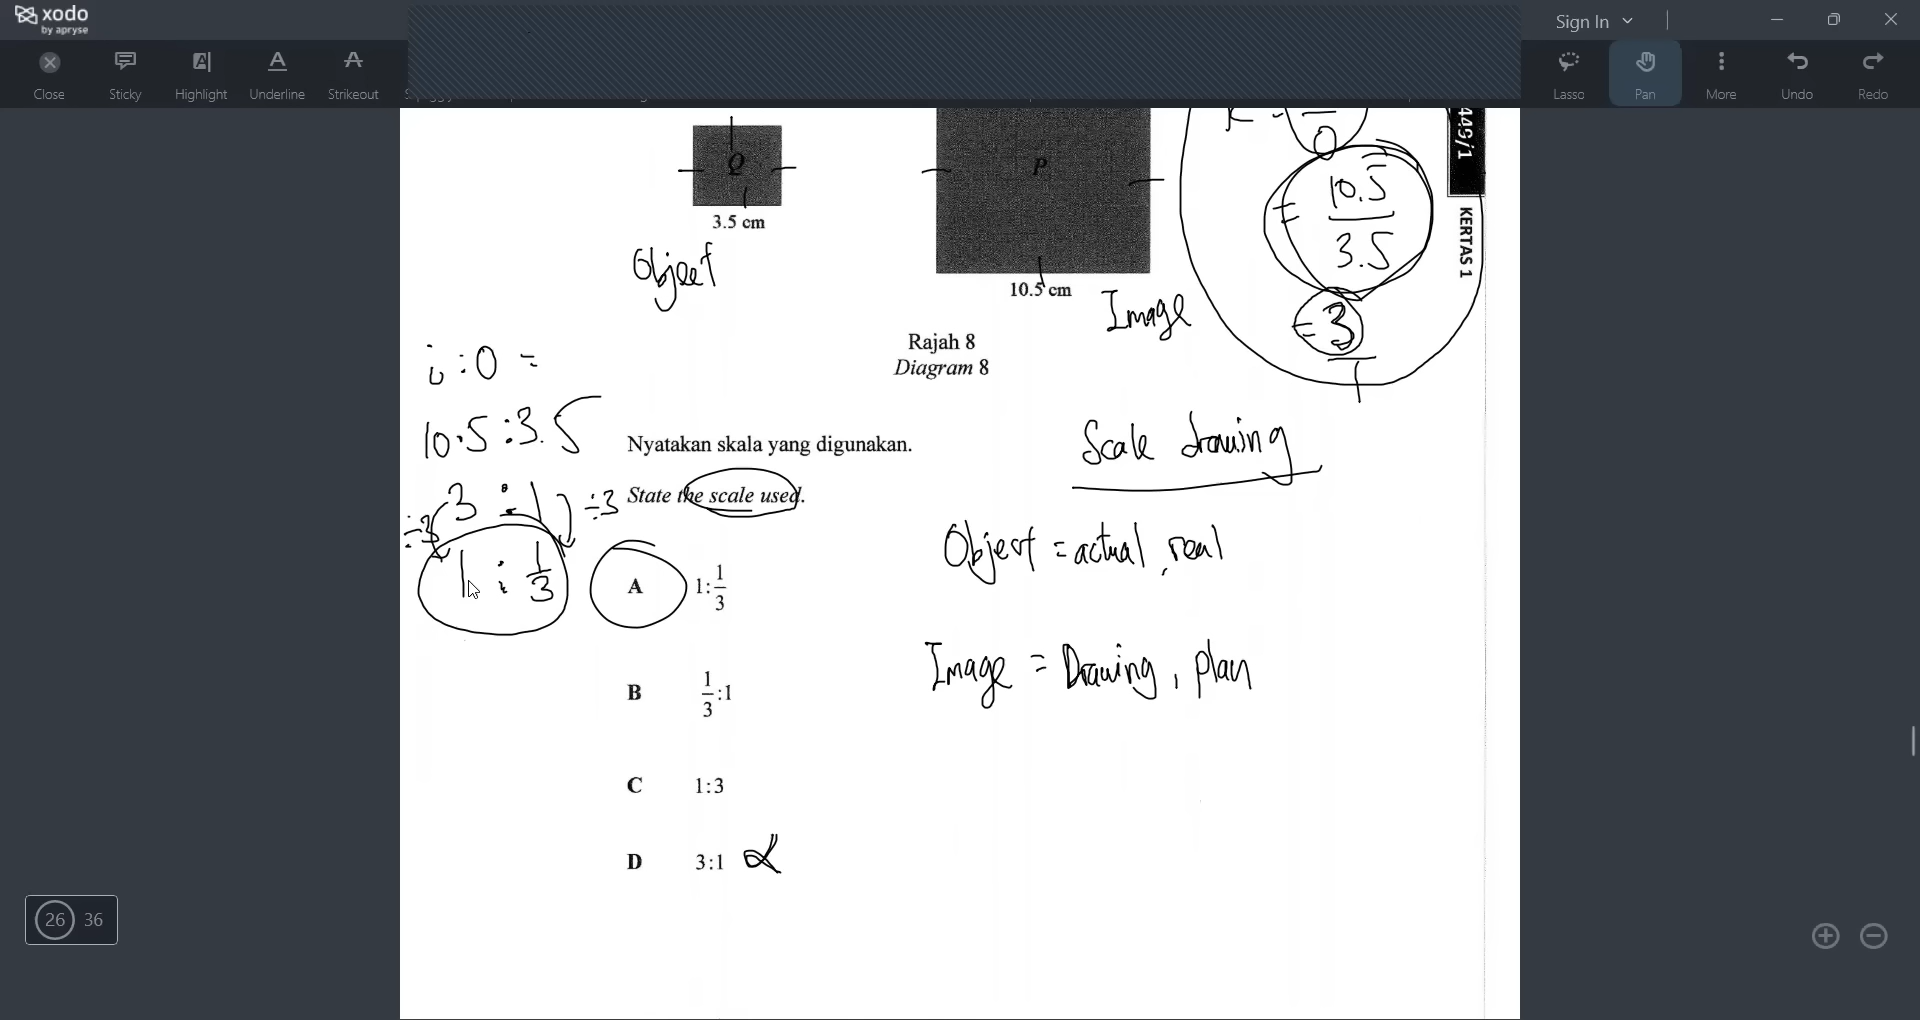 xodo
by apryse
Sign In
Close
Sticky
Highlight
Underline
Strikeout
Lasso
Pan
More
Undo
Redo
Q
3.5 cm
Object
P
10.5 cm
Image
K =
0
= 10.5
3.5
= 3
1
449/1
KERTAS 1
Rajah 8
Diagram 8
i : 0 =
10.5 : 3.5
÷3 3 : 1 ÷3
1 : 1/3
Nyatakan skala yang digunakan.
State the scale used.
A 1 : 1/3
B 1/3 : 1
C 1 : 3
D 3 : 1
Scale drawing
Object = actual, real
Image = Drawing, plan
26 36